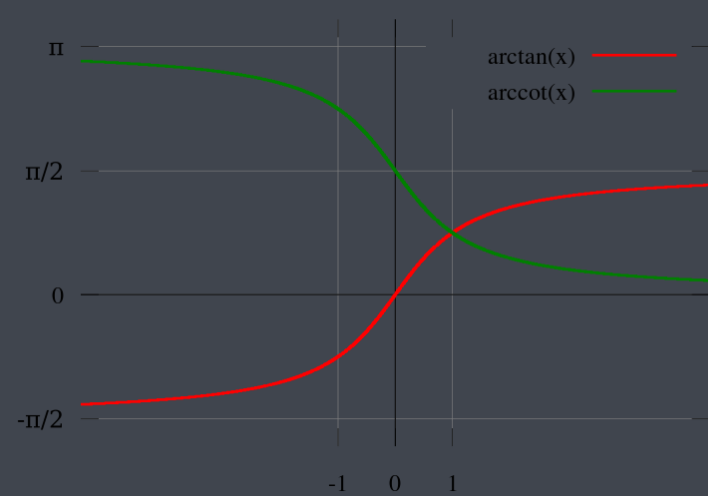 π
arctan(x)
arccot(x)
π/2
0
-π/2
-1 0 1